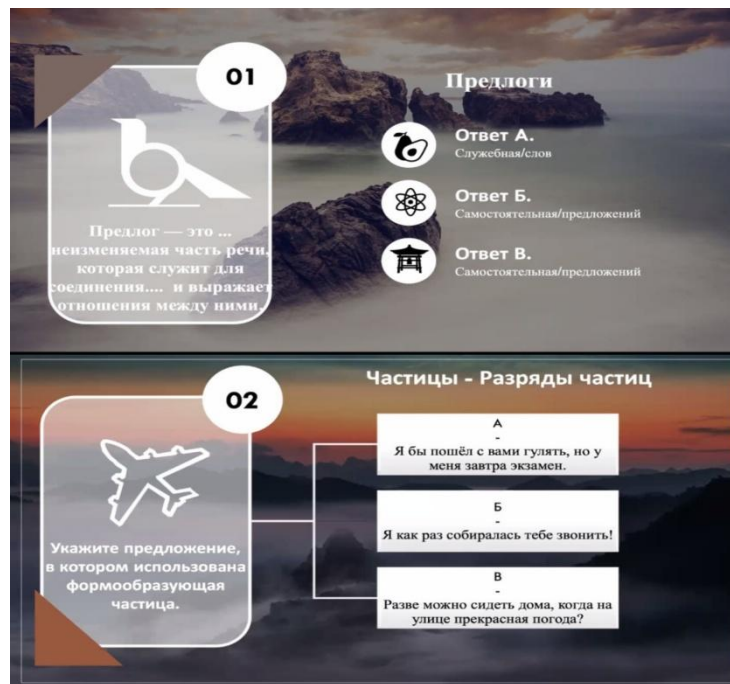 01
Предлог — это ...
неизменяемая часть речи,
которая служит для
соединения.... и выражает
отношения между ними.
Предлоги
Ответ А.
Служебная/слов
Ответ Б.
Самостоятельная/предложений
Ответ В.
Самостоятельная/предложений
02
Укажите предложение,
в котором использована
формообразующая
частица.
Частицы - Разряды частиц
А
-
Я бы пошёл с вами гулять, но у
меня завтра экзамен.
Б
-
Я как раз собиралась тебе звонить!
В
-
Разве можно сидеть дома, когда на
улице прекрасная погода?